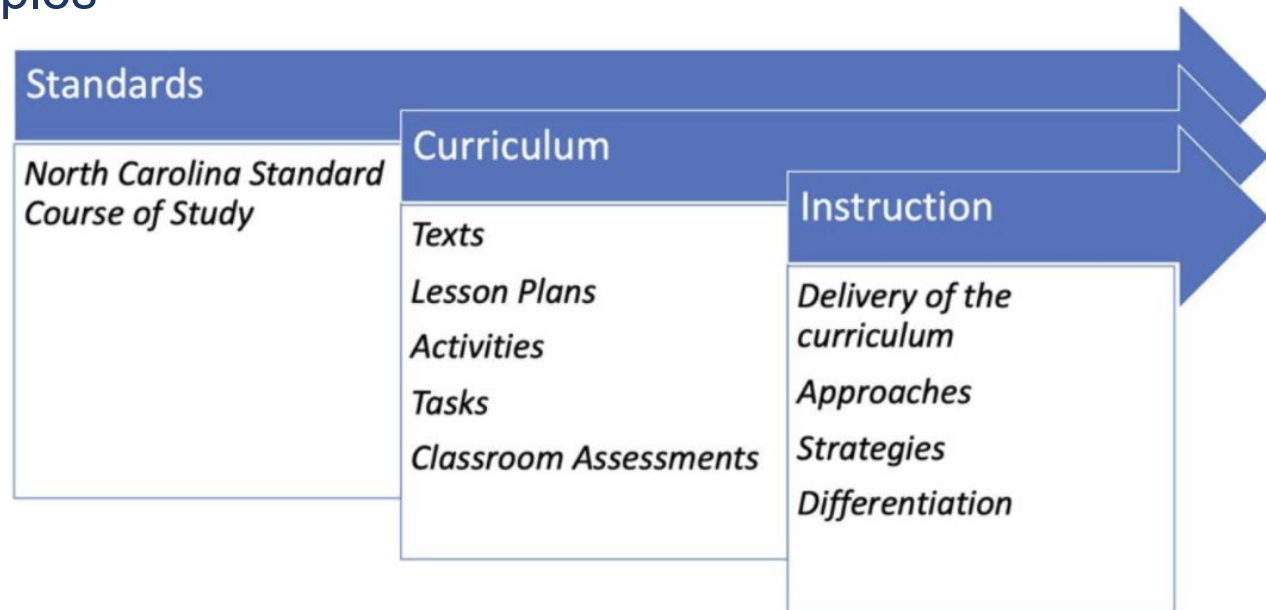 Standards
North Carolina Standard
Course of Study
Curriculum
Texts
Lesson Plans
Activities
Tasks
Classroom Assessments
Instruction
Delivery of the
curriculum
Approaches
Strategies
Differentiation